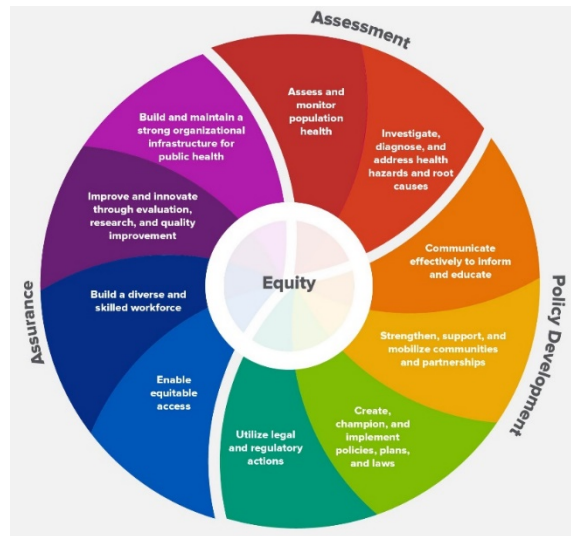 Assessment
Assess and
monitor
population
health
Investigate,
diagnose, and
address health
hazards and root
causes
Policy Development
Communicate
effectively to inform
and educate
Strengthen, support, and
mobilize communities
and partnerships
Create,
champion, and
implement
policies, plans,
and laws
Utilize legal
and regulatory
actions
Assurance
Enable
equitable
access
Build a diverse and
skilled workforce
Improve and innovate
through evaluation,
research, and quality
improvement
Build and maintain a
strong organizational
infrastructure for
public health
Equity